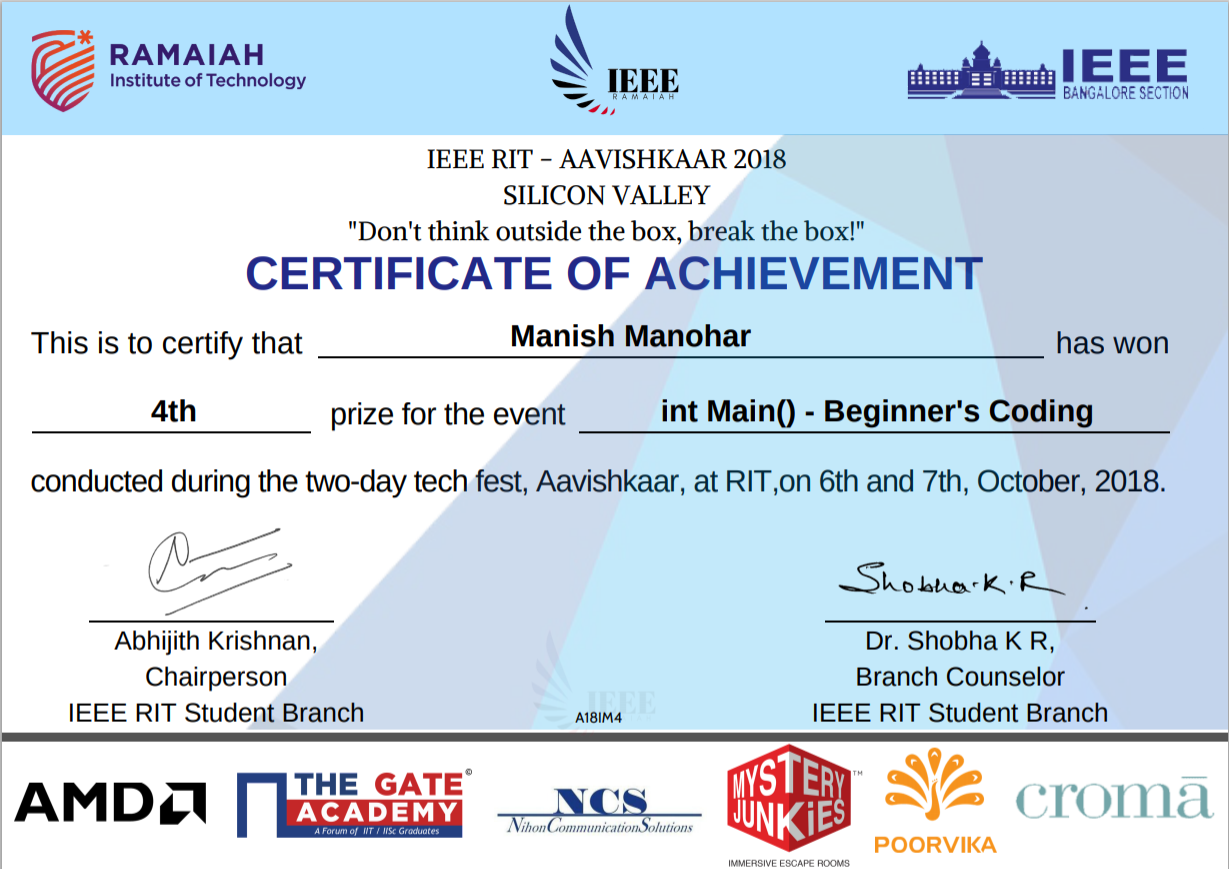 RAMAIAH
Institute of Technology
IEEE
RAMAIAH
IEEE
BANGALORE SECTION
IEEE RIT – AAVISHKAAR 2018
SILICON VALLEY
"Don't think outside the box, break the box!"
CERTIFICATE OF ACHIEVEMENT
This is to certify that Manish Manohar has won
4th prize for the event int Main() - Beginner's Coding
conducted during the two-day tech fest, Aavishkaar, at RIT,on 6th and 7th, October, 2018.
Shobha.K.R
Abhijith Krishnan,
Chairperson
IEEE RIT Student Branch
Dr. Shobha K R,
Branch Counselor
IEEE RIT Student Branch
IEEE
A18IM4
AMD
THE GATE ©
ACADEMY
A Forum of IIT / IISc Graduates
NCS
NihonCommunicationSolutions
MYSTERY
JUNKiES ™
IMMERSIVE ESCAPE ROOMS
POORVIKA
cromā